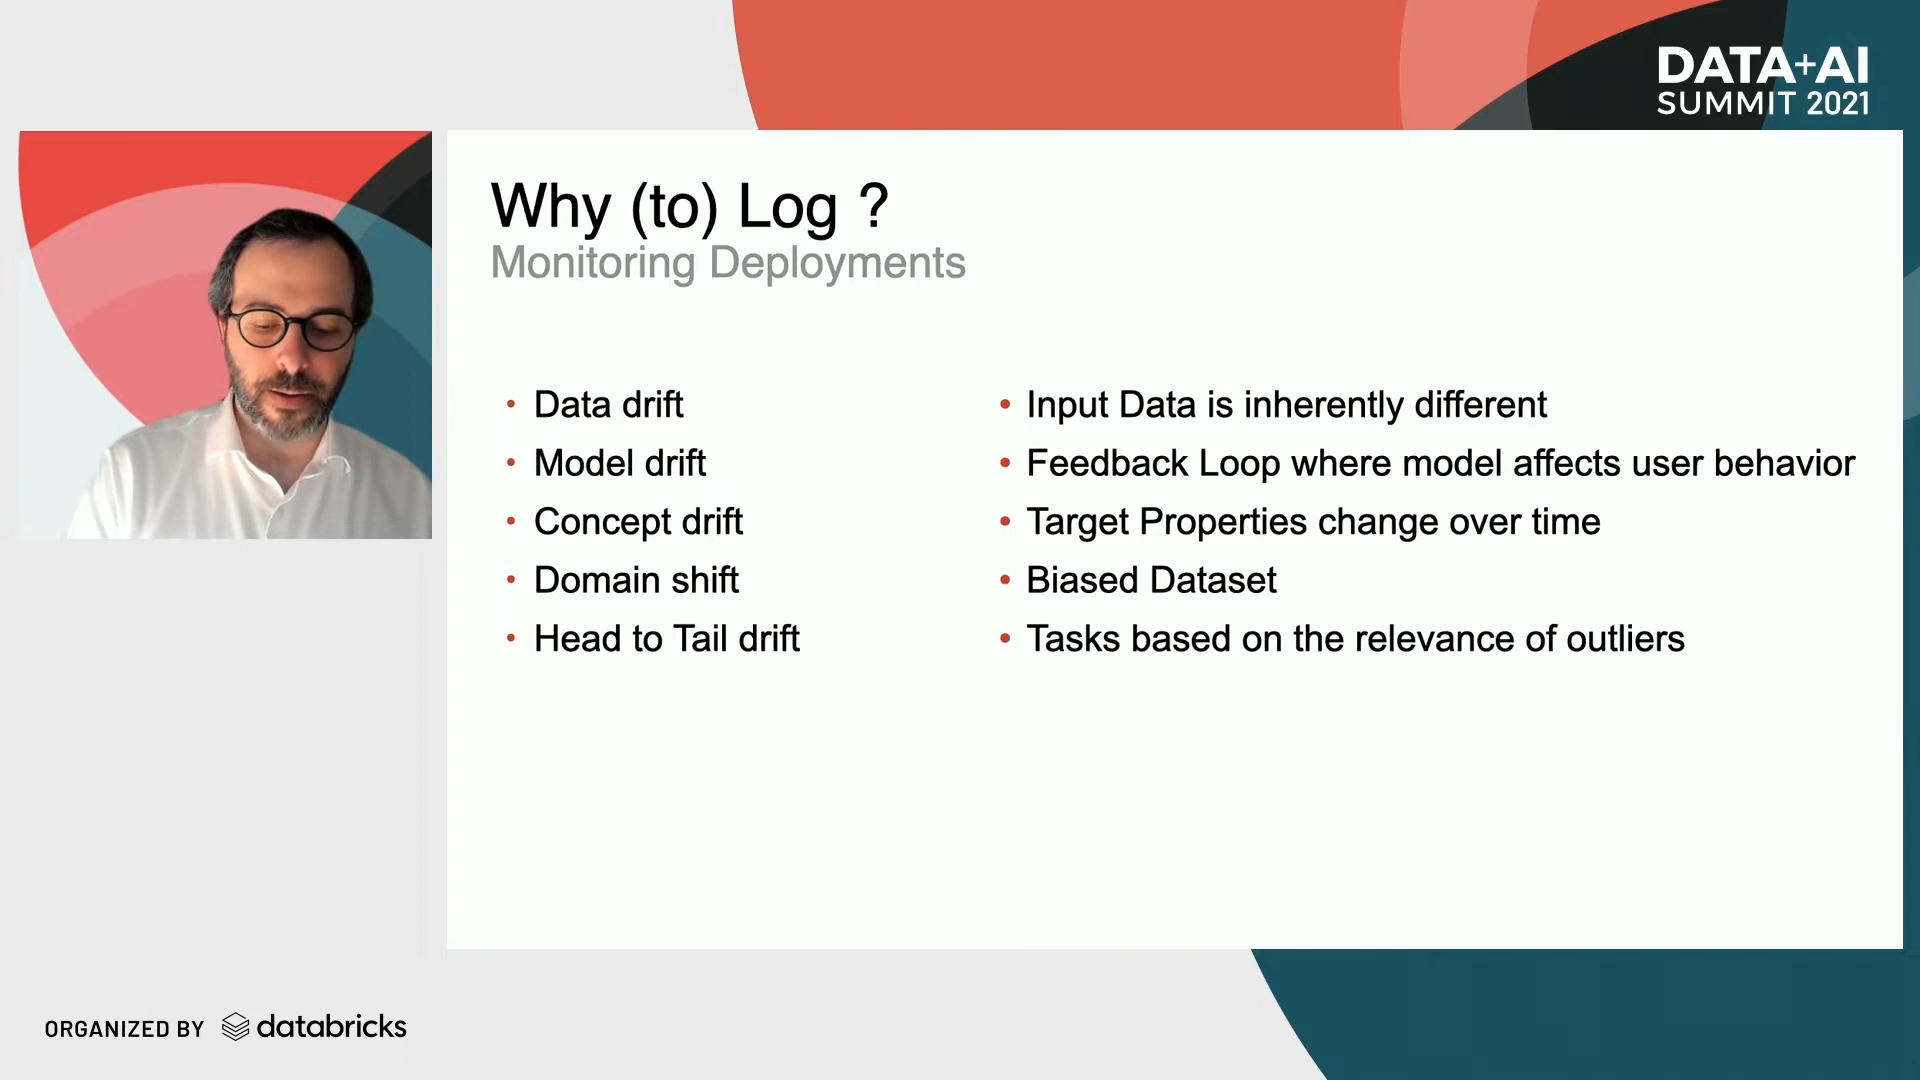 DATA+AI
SUMMIT 2021
Why (to) Log ?
Monitoring Deployments
• Data drift
• Model drift
• Concept drift
• Domain shift
• Head to Tail drift
• Input Data is inherently different
• Feedback Loop where model affects user behavior
• Target Properties change over time
• Biased Dataset
• Tasks based on the relevance of outliers
ORGANIZED BY databricks